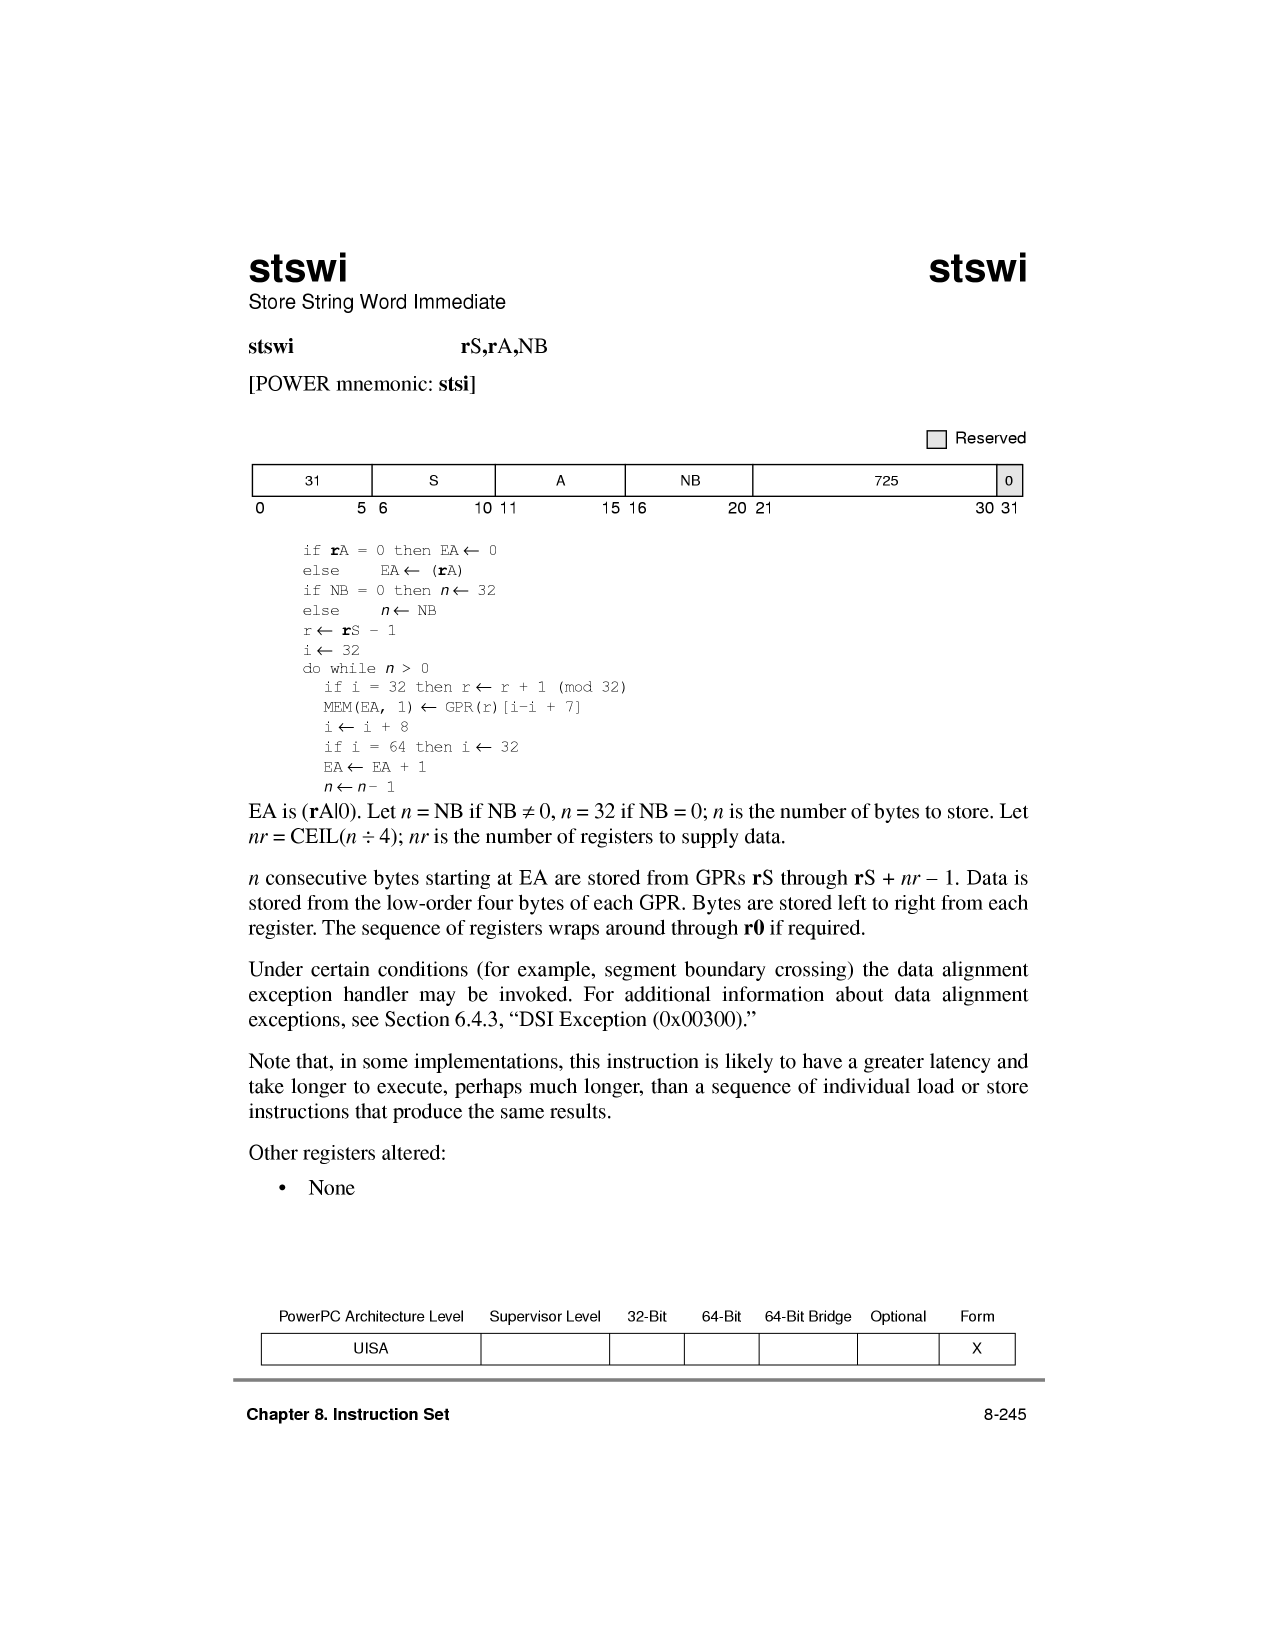 stswi stswi
Store String Word Immediate
stswi rS,rA,NB
[POWER mnemonic: stsi]
Reserved
31 S A NB 725 0
0 5 6 10 11 15 16 20 21 30 31
if rA = 0 then EA ← 0
else EA ← (rA)
if NB = 0 then n ← 32
else n ← NB
r ← rS – 1
i ← 32
do while n > 0
if i = 32 then r ← r + 1 (mod 32)
MEM(EA, 1) ← GPR(r)[i–i + 7]
i ← i + 8
if i = 64 then i ← 32
EA ← EA + 1
n ← n – 1
EA is (rA|0). Let n = NB if NB ≠ 0, n = 32 if NB = 0; n is the number of bytes to store. Let
nr = CEIL(n ÷ 4); nr is the number of registers to supply data.
n consecutive bytes starting at EA are stored from GPRs rS through rS + nr – 1. Data is
stored from the low-order four bytes of each GPR. Bytes are stored left to right from each
register. The sequence of registers wraps around through r0 if required.
Under certain conditions (for example, segment boundary crossing) the data alignment
exception handler may be invoked. For additional information about data alignment
exceptions, see Section 6.4.3, “DSI Exception (0x00300).”
Note that, in some implementations, this instruction is likely to have a greater latency and
take longer to execute, perhaps much longer, than a sequence of individual load or store
instructions that produce the same results.
Other registers altered:
• None
PowerPC Architecture Level Supervisor Level 32-Bit 64-Bit 64-Bit Bridge Optional Form
UISA X
Chapter 8. Instruction Set 8-245